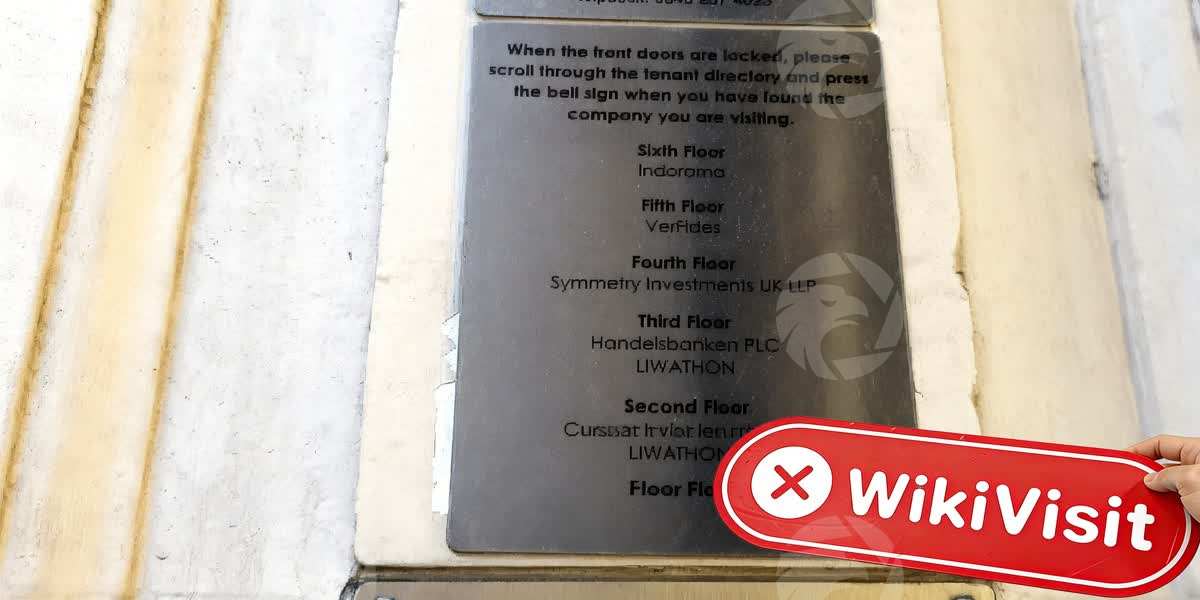 When the front doors are locked, please
scroll through the tenant directory and press
the bell sign when you have found the
company you are visiting.
Sixth Floor
Indorama
Fifth Floor
VerFides
Fourth Floor
Symmetry Investments UK LLP
Third Floor
Handelsbanken PLC
LIWATHON
Second Floor
LIWATHON
Floor
WikiVisit